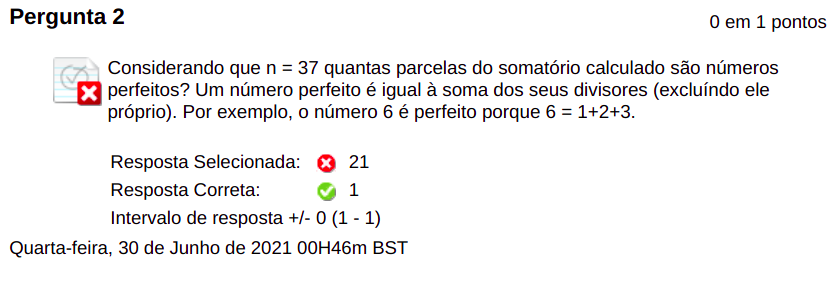 Pergunta 2
0 em 1 pontos
Considerando que n = 37 quantas parcelas do somatório calculado são números
perfeitos? Um número perfeito é igual à soma dos seus divisores (excluíndo ele
próprio). Por exemplo, o número 6 é perfeito porque 6 = 1+2+3.
Resposta Selecionada: 21
Resposta Correta: 1
Intervalo de resposta +/- 0 (1 - 1)
Quarta-feira, 30 de Junho de 2021 00H46m BST